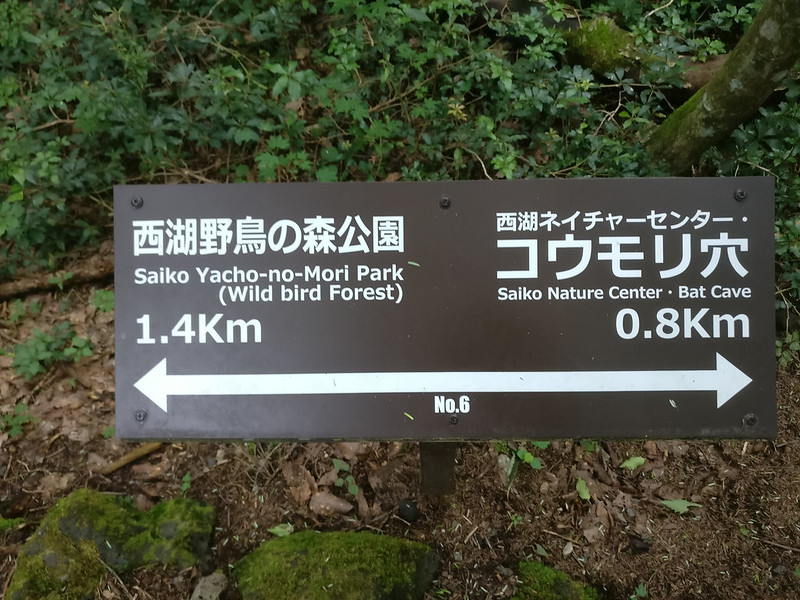 西湖野鳥の森公園
Saiko Yacho-no-Mori Park
(Wild bird Forest)
1.4Km
西湖ネイチャーセンター・
コウモリ穴
Saiko Nature Center・Bat Cave
0.8Km
No.6